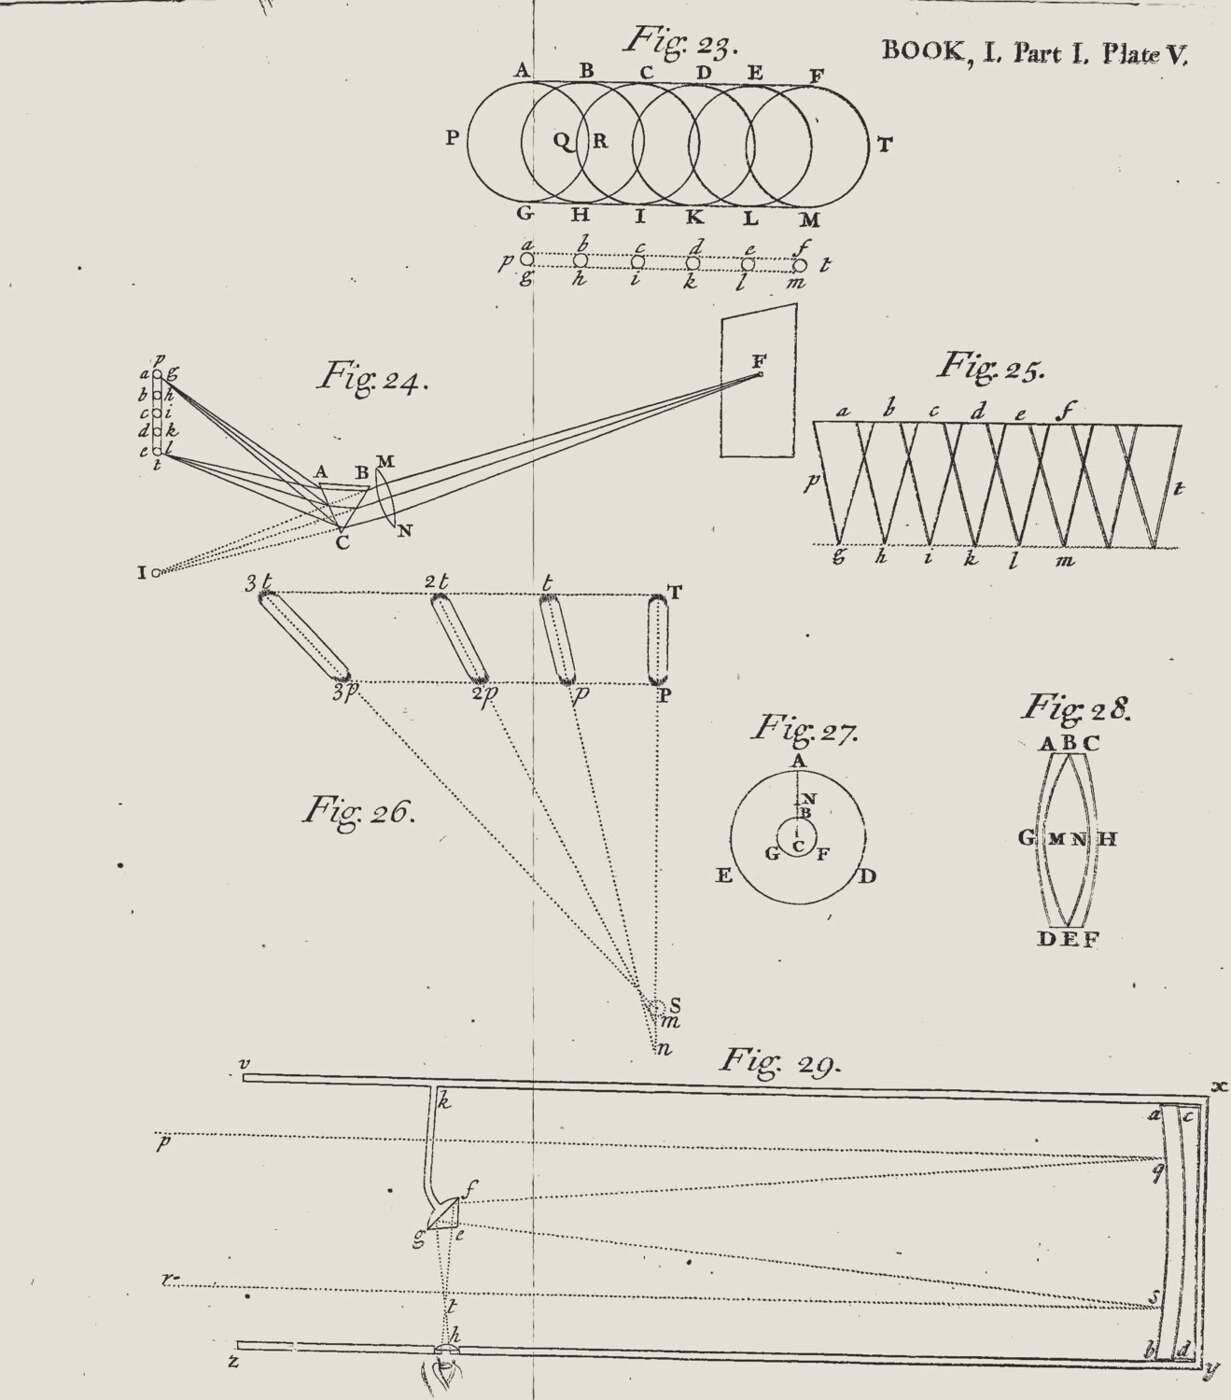 BOOK, I. Part I. Plate V.
Fig. 23.
A B C D E F
P Q R T
G H I K L M
a b c d e f
p t
g h i k l m
Fig. 24.
p
a g
b h
c i
d k
e l
t
A B M
C N
I
F
Fig. 25.
a b c d e f
p t
g h i k l m
3t 2t t T
3p 2p p P
Fig. 26.
S
m
n
Fig. 27.
A
N
B
C
G F
E D
Fig. 28.
A B C
G M N H
D E F
Fig. 29.
v x
k a c
p q
f
g e
r s
t
h b d
z y